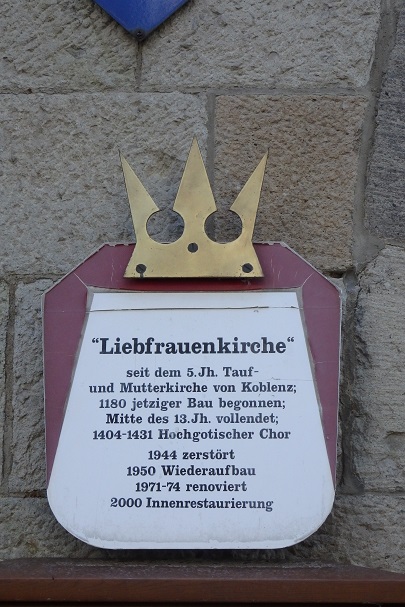 “Liebfrauenkirche“
seit dem 5.Jh. Tauf-
und Mutterkirche von Koblenz;
1180 jetziger Bau begonnen;
Mitte des 13.Jh. vollendet;
1404-1431 Hochgotischer Chor
1944 zerstört
1950 Wiederaufbau
1971-74 renoviert
2000 Innenrestaurierung